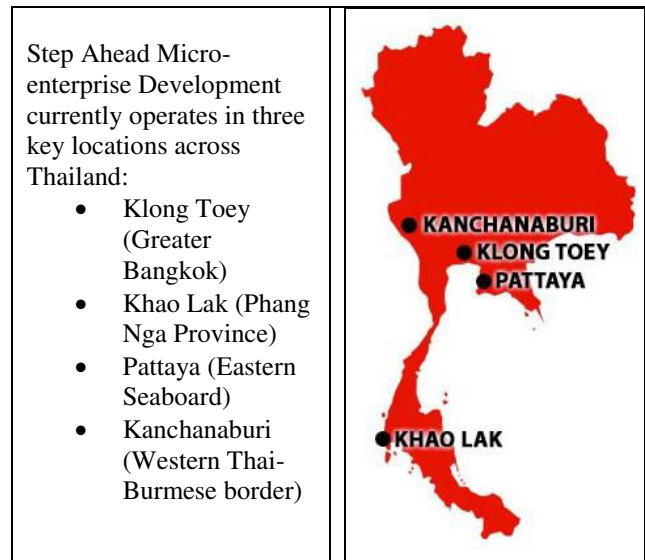 Step Ahead Micro-
enterprise Development
currently operates in three
key locations across
Thailand:
• Klong Toey
(Greater
Bangkok)
• Khao Lak (Phang
Nga Province)
• Pattaya (Eastern
Seaboard)
• Kanchanaburi
(Western Thai-
Burmese border)
KANCHANABURI
KLONG TOEY
PATTAYA
KHAO LAK